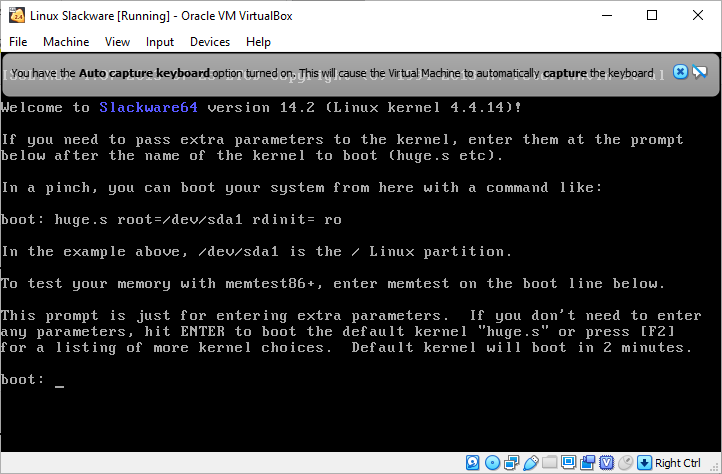 Linux Slackware [Running] - Oracle VM VirtualBox
File Machine View Input Devices Help
You have the Auto capture keyboard option turned on. This will cause the Virtual Machine to automatically capture the keyboard
Welcome to Slackware64 version 14.2 (Linux kernel 4.4.14)!
If you need to pass extra parameters to the kernel, enter them at the prompt
below after the name of the kernel to boot (huge.s etc).
In a pinch, you can boot your system from here with a command like:
boot: huge.s root=/dev/sda1 rdinit= ro
In the example above, /dev/sda1 is the / Linux partition.
To test your memory with memtest86+, enter memtest on the boot line below.
This prompt is just for entering extra parameters.  If you don't need to enter
any parameters, hit ENTER to boot the default kernel "huge.s" or press [F2]
for a listing of more kernel choices.  Default kernel will boot in 2 minutes.
boot: _
Right Ctrl